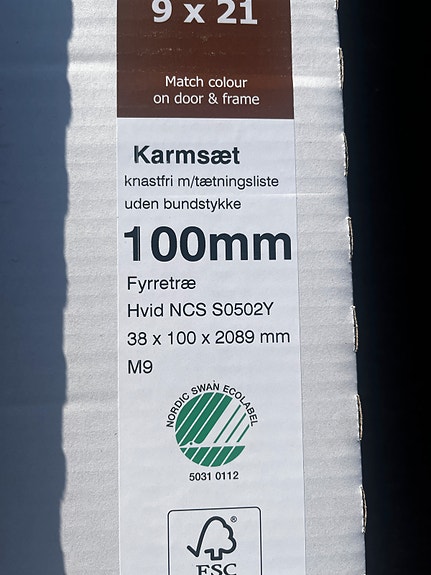 9 x 21
Match colour
on door & frame
Karmsæt
knastfri m/tætningsliste
uden bundstykke
100mm
Fyrretræ
Hvid NCS S0502Y
38 x 100 x 2089 mm
M9
NORDIC SWAN ECOLABEL
5031 0112
®
FSC